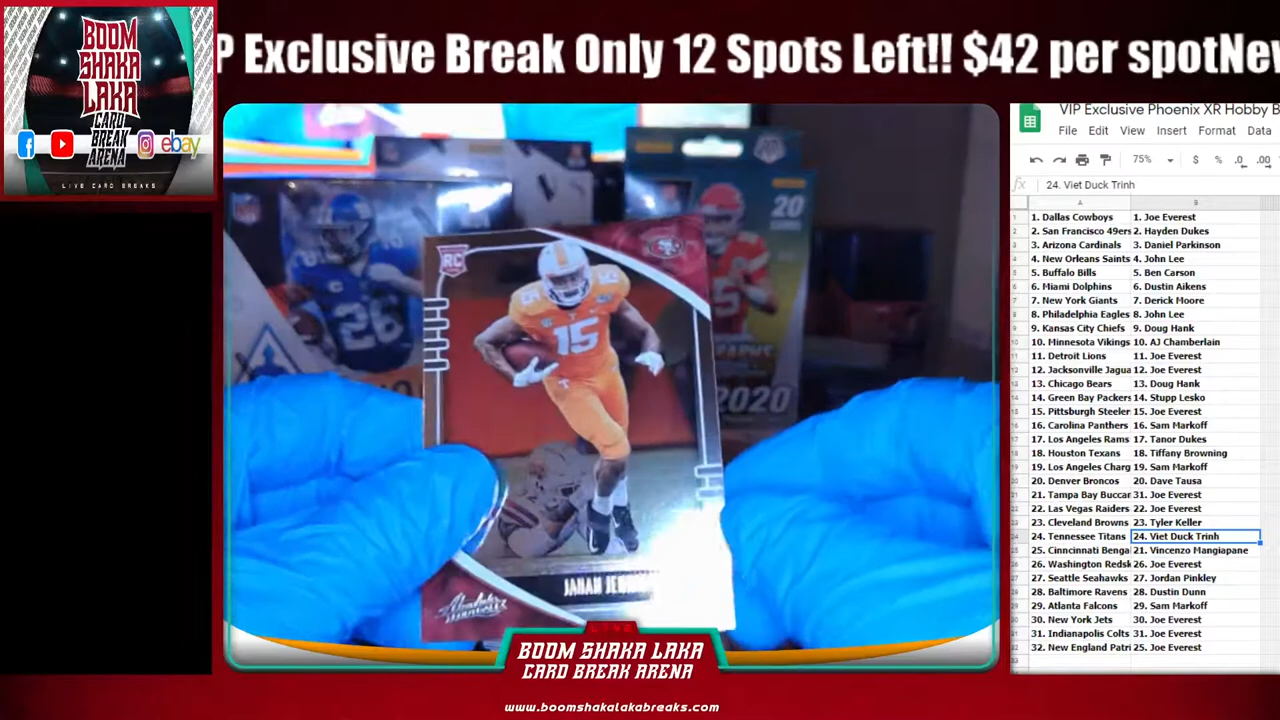 P Exclusive Break Only 12 Spots Left!! $42 per spotNe
BOOM
SHAKA
LAKA
CARD
BREAK
ARENA
ebay
LIVE CARD BREAKS
VIP Exclusive Phoenix XR Hobby B
File Edit View Insert Format Data
75% $ % .0 .00
fx 24. Viet Duck Trinh
A B
1. Dallas Cowboys 1. Joe Everest
2. San Francisco 49ers 2. Hayden Dukes
3. Arizona Cardinals 3. Daniel Parkinson
4. New Orleans Saints 4. John Lee
5. Buffalo Bills 5. Ben Carson
6. Miami Dolphins 6. Dustin Aikens
7. New York Giants 7. Derick Moore
8. Philadelphia Eagles 8. John Lee
9. Kansas City Chiefs 9. Doug Hank
10. Minnesota Vikings 10. AJ Chamberlain
11. Detroit Lions 11. Joe Everest
12. Jacksonville Jagua 12. Joe Everest
13. Chicago Bears 13. Doug Hank
14. Green Bay Packers 14. Stupp Lesko
15. Pittsburgh Steeler 15. Joe Everest
16. Carolina Panthers 16. Sam Markoff
17. Los Angeles Rams 17. Tanor Dukes
18. Houston Texans 18. Tiffany Browning
19. Los Angeles Charg 19. Sam Markoff
20. Denver Broncos 20. Dave Tausa
21. Tampa Bay Buccan 31. Joe Everest
22. Las Vegas Raiders 22. Joe Everest
23. Cleveland Browns 23. Tyler Keller
24. Tennessee Titans 24. Viet Duck Trinh
25. Cinncinnati Benga 21. Vincenzo Mangiapane
26. Washington Redsk 26. Joe Everest
27. Seattle Seahawks 27. Jordan Pinkley
28. Baltimore Ravens 28. Dustin Dunn
29. Atlanta Falcons 29. Sam Markoff
30. New York Jets 30. Joe Everest
31. Indianapolis Colts 31. Joe Everest
32. New England Patri 25. Joe Everest
RC
15
26
20
2020
Absolute
BOOM SHAKA LAKA
CARD BREAK ARENA
www.boomshakalakabreaks.com